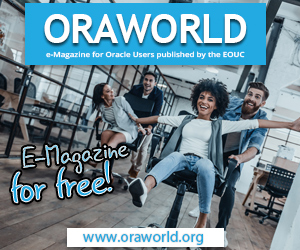 ORAWORLD
e-Magazine for Oracle Users published by the EOUC
E-Magazine
for free!
www.oraworld.org